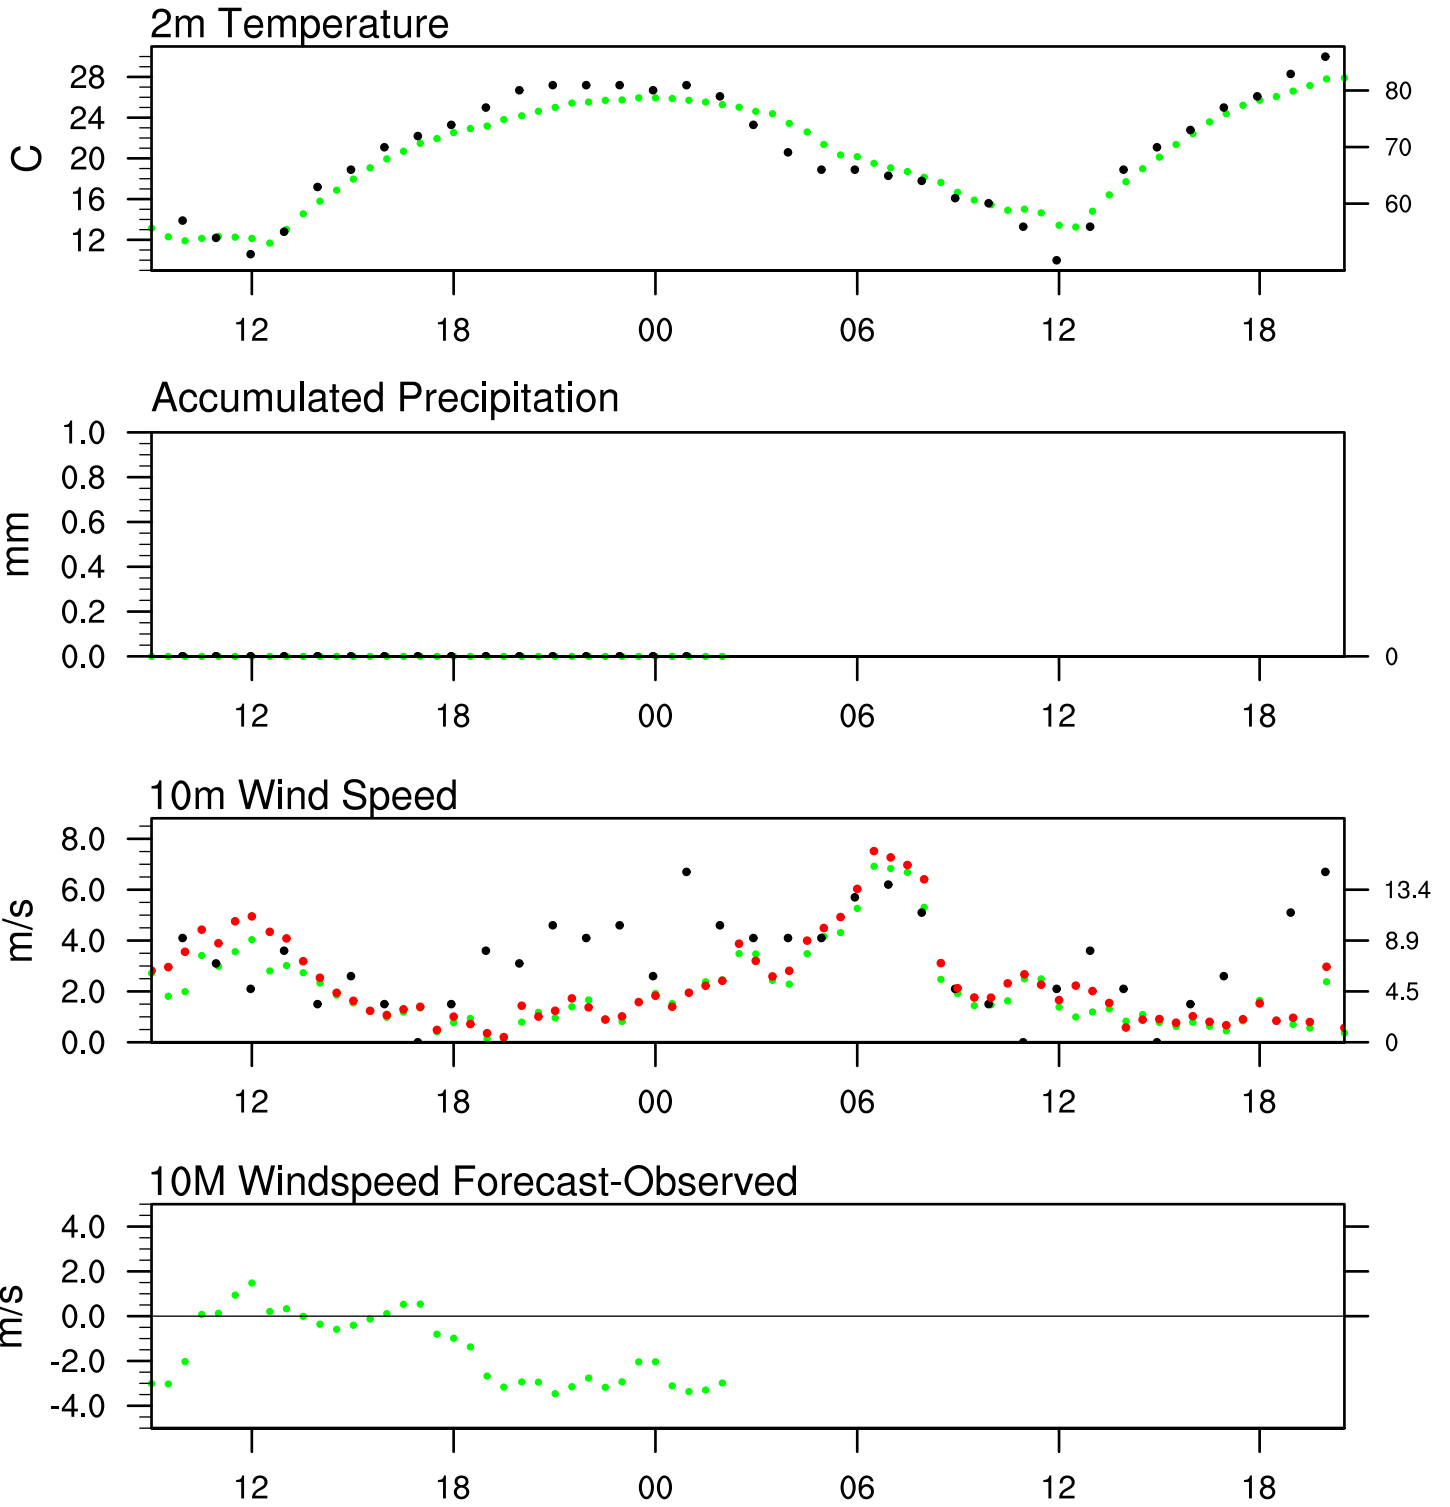 2m Temperature
28
24
20
16
12
C
80
70
60
12 18 00 06 12 18
Accumulated Precipitation
1.0
0.8
0.6
0.4
0.2
0.0
mm
0
12 18 00 06 12 18
10m Wind Speed
8.0
6.0
4.0
2.0
0.0
m/s
13.4
8.9
4.5
0
12 18 00 06 12 18
10M Windspeed Forecast-Observed
4.0
2.0
0.0
-2.0
-4.0
m/s
12 18 00 06 12 18